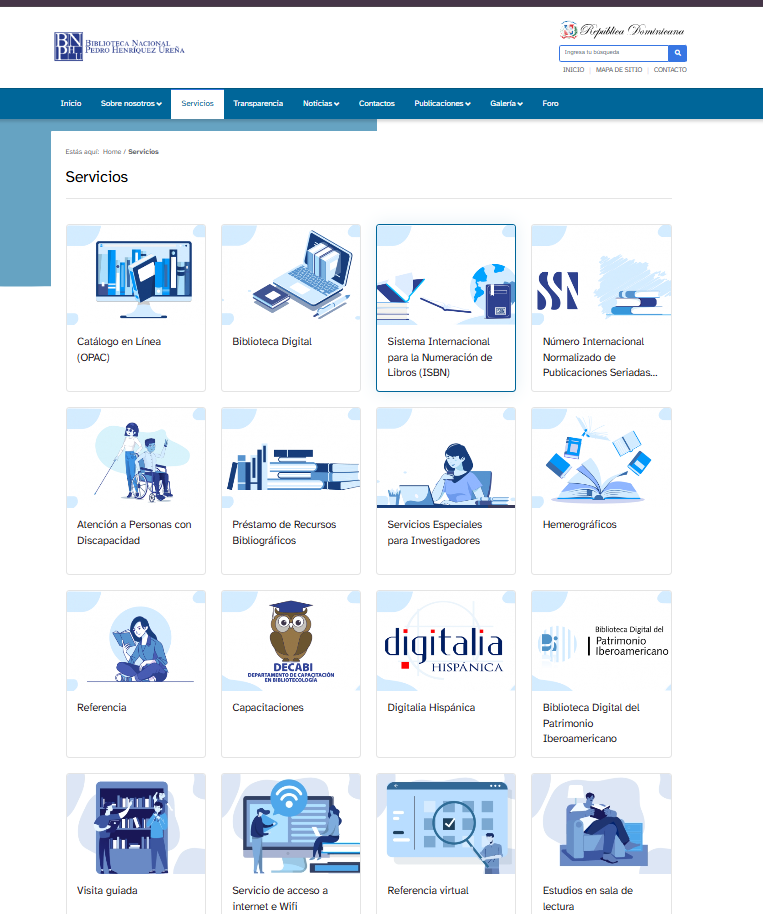 BIBLIOTECA NACIONAL
PEDRO HENRÍQUEZ UREÑA
República Dominicana
Ingresa tu búsqueda
INICIO | MAPA DE SITIO | CONTACTO
Inicio Sobre nosotros Servicios Transparencia Noticias Contactos Publicaciones Galería Foro
Estás aquí: Home / Servicios
Servicios
Catálogo en Línea
(OPAC)
Biblioteca Digital
Sistema Internacional
para la Numeración de
Libros (ISBN)
ISSN
Número Internacional
Normalizado de
Publicaciones Seriadas...
Atención a Personas con
Discapacidad
Préstamo de Recursos
Bibliográficos
Servicios Especiales
para Investigadores
Hemerográficos
Referencia
DECABI
DEPARTAMENTO DE CAPACITACIÓN
EN BIBLIOTECOLOGÍA
Capacitaciones
digitalia
HISPÁNICA
Digitalia Hispánica
Biblioteca Digital del
Patrimonio
Iberoamericano
Biblioteca Digital del
Patrimonio
Iberoamericano
Visita guiada
Servicio de acceso a
internet e Wifi
Referencia virtual
Estudios en sala de
lectura